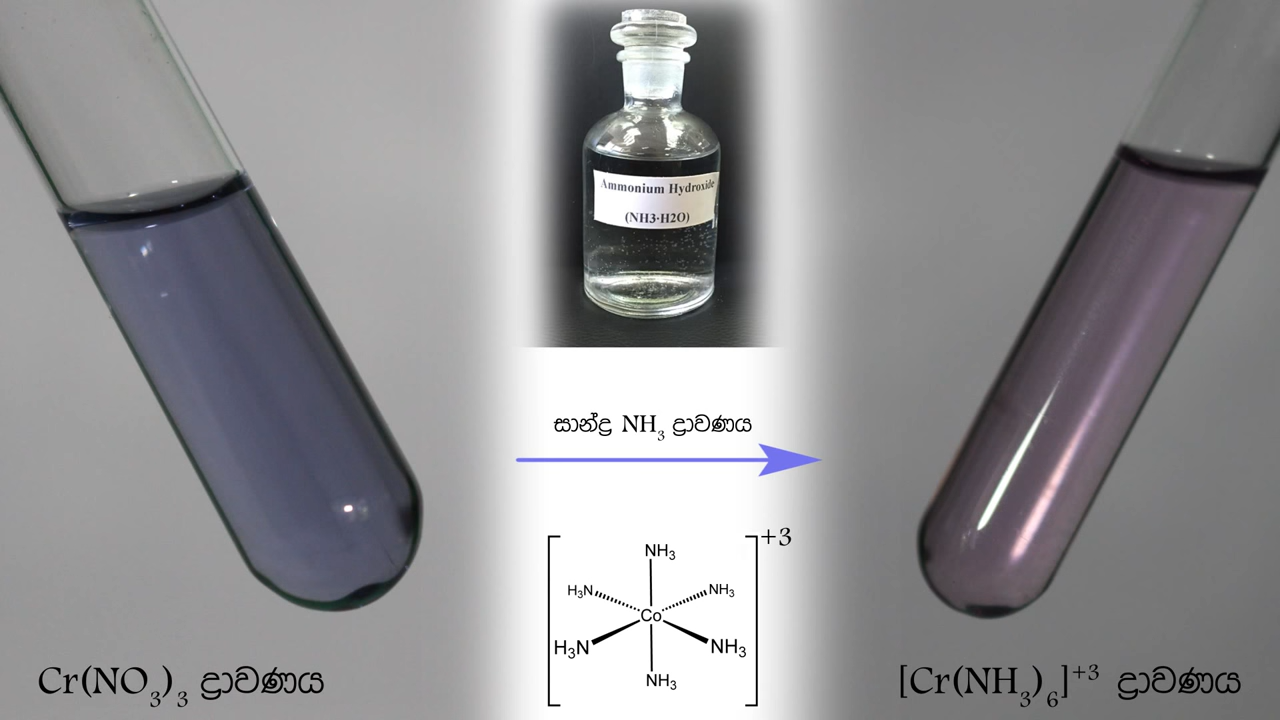 Ammonium Hydroxide
(NH3·H2O)
සාන්ද්‍ර NH₃ ද්‍රාවණය
+3
NH₃
H₃N
NH₃
Co
H₃N
NH₃
NH₃
Cr(NO₃)₃ ද්‍රාවණය
[Cr(NH₃)₆]⁺³ ද්‍රාවණය